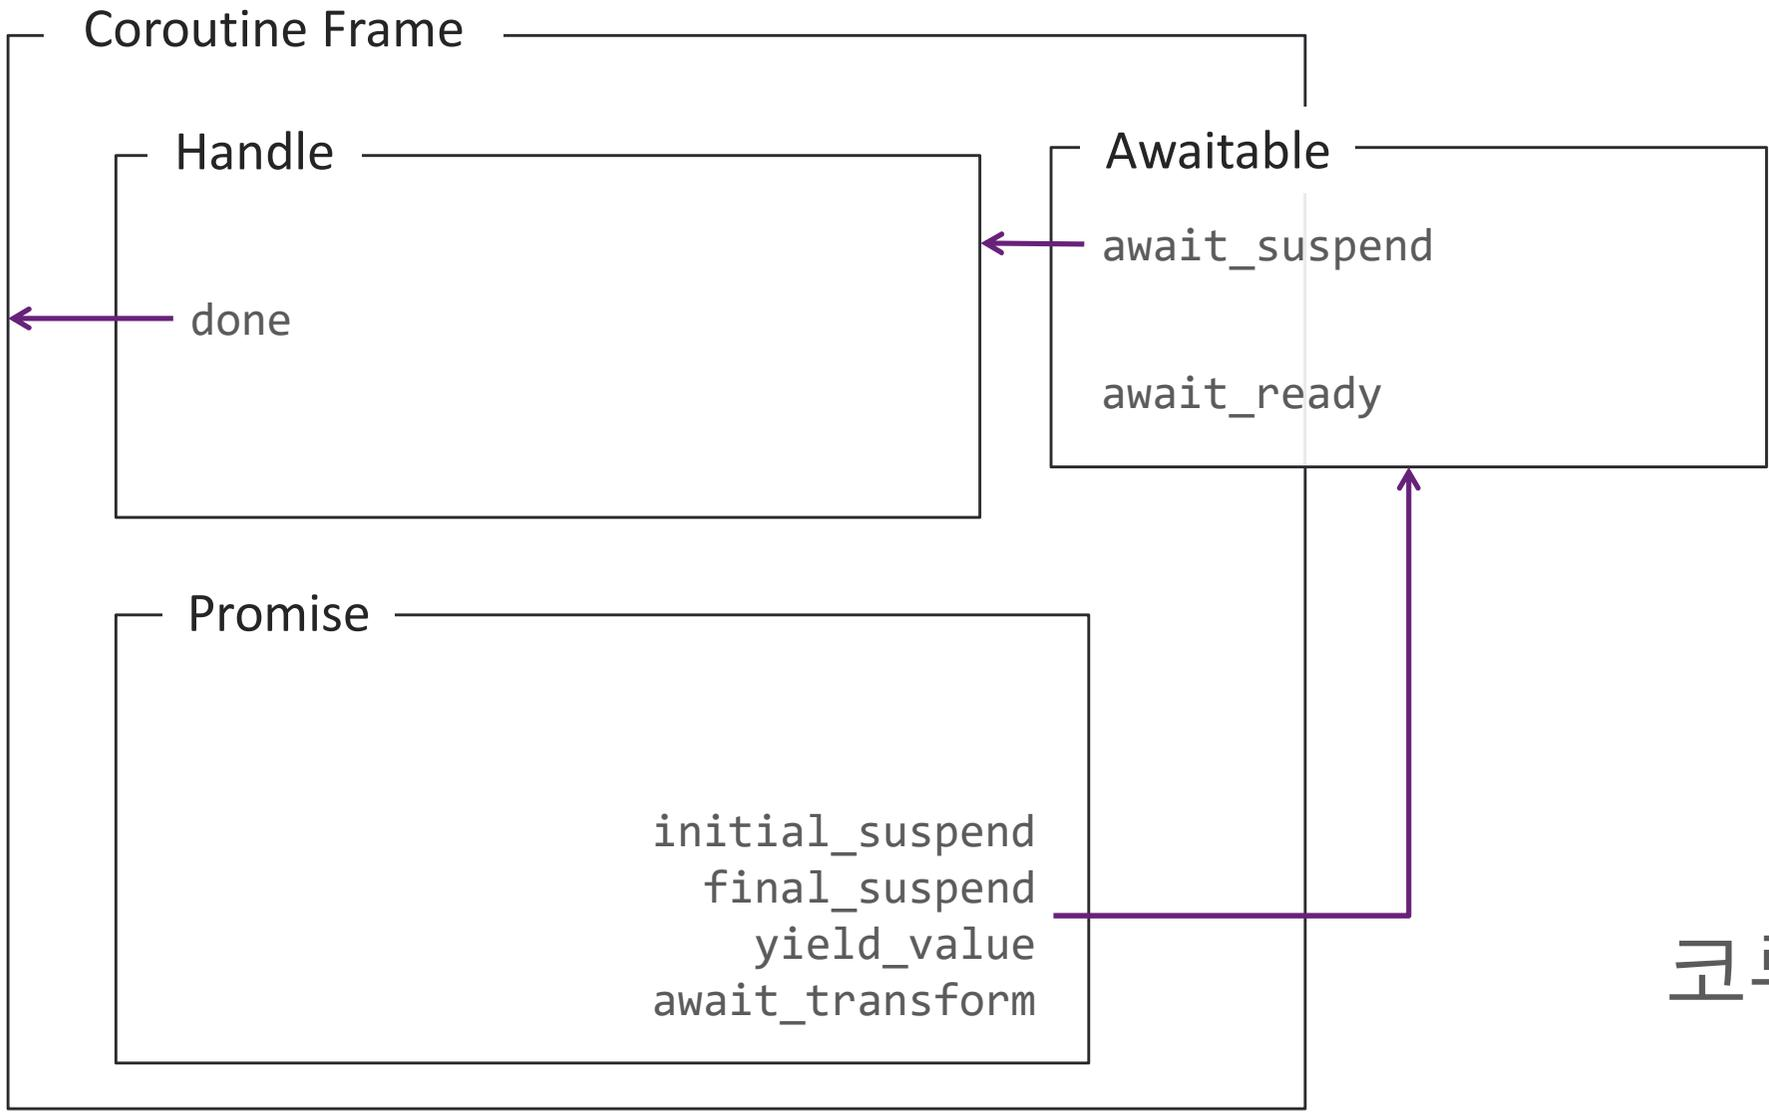 Coroutine Frame
Handle
Awaitable
await_suspend
done
await_ready
Promise
initial_suspend
final_suspend
yield_value
await_transform